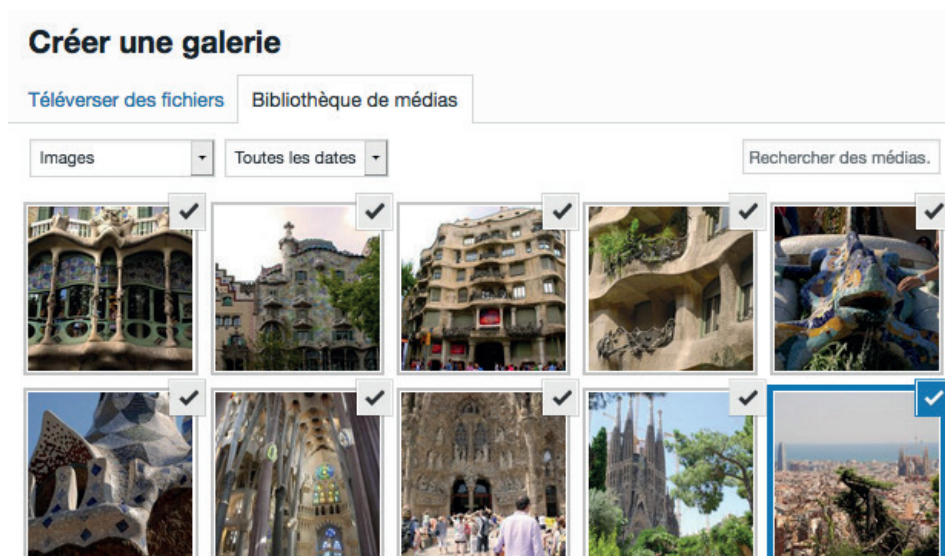 Créer une galerie
Téléverser des fichiers
Bibliothèque de médias
Images
Toutes les dates
Rechercher des médias.